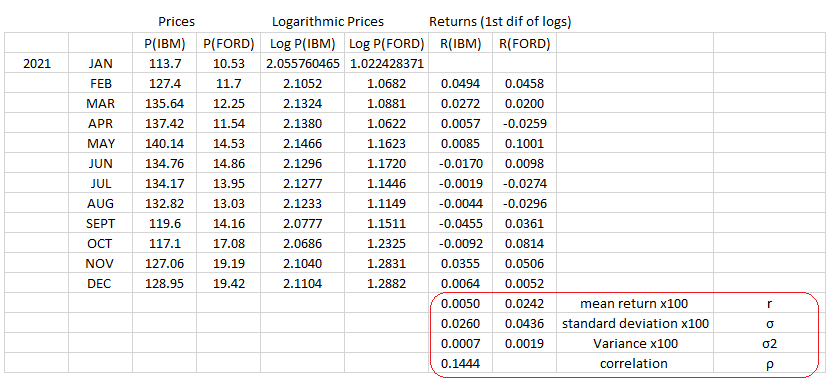 Prices Logarithmic Prices Returns (1st dif of logs)
P(IBM) P(FORD) Log P(IBM) Log P(FORD) R(IBM) R(FORD)
2021 JAN 113.7 10.53 2.055760465 1.022428371
FEB 127.4 11.7 2.1052 1.0682 0.0494 0.0458
MAR 135.64 12.25 2.1324 1.0881 0.0272 0.0200
APR 137.42 11.54 2.1380 1.0622 0.0057 -0.0259
MAY 140.14 14.53 2.1466 1.1623 0.0085 0.1001
JUN 134.76 14.86 2.1296 1.1720 -0.0170 0.0098
JUL 134.17 13.95 2.1277 1.1446 -0.0019 -0.0274
AUG 132.82 13.03 2.1233 1.1149 -0.0044 -0.0296
SEPT 119.6 14.16 2.0777 1.1511 -0.0455 0.0361
OCT 117.1 17.08 2.0686 1.2325 -0.0092 0.0814
NOV 127.06 19.19 2.1040 1.2831 0.0355 0.0506
DEC 128.95 19.42 2.1104 1.2882 0.0064 0.0052
0.0050 0.0242 mean return x100 r
0.0260 0.0436 standard deviation x100 σ
0.0007 0.0019 Variance x100 σ2
0.1444 correlation ρ